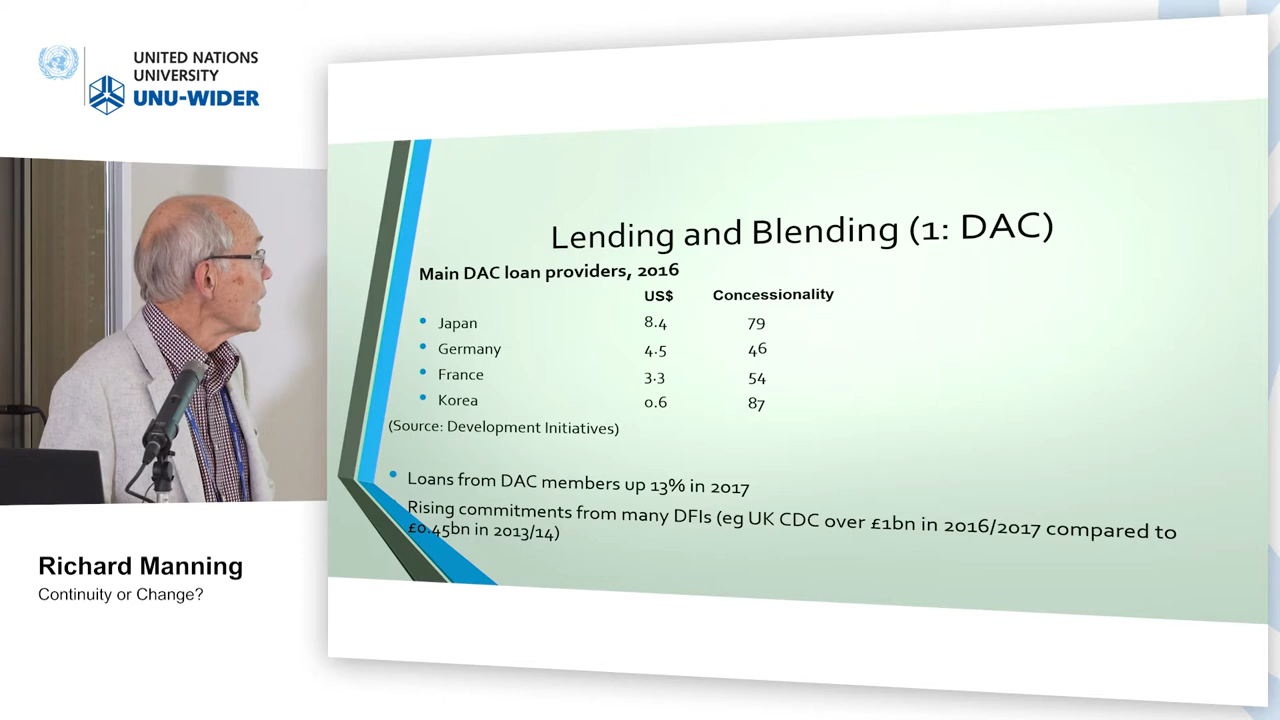 UNITED NATIONS
UNIVERSITY
UNU-WIDER
Lending and Blending (1: DAC)
Main DAC loan providers, 2016
US$ Concessionality
• Japan 8.4 79
• Germany 4.5 46
• France 3.3 54
• Korea 0.6 87
(Source: Development Initiatives)
• Loans from DAC members up 13% in 2017
Rising commitments from many DFIs (eg UK CDC over £1bn in 2016/2017 compared to
£0.45bn in 2013/14)
Richard Manning
Continuity or Change?